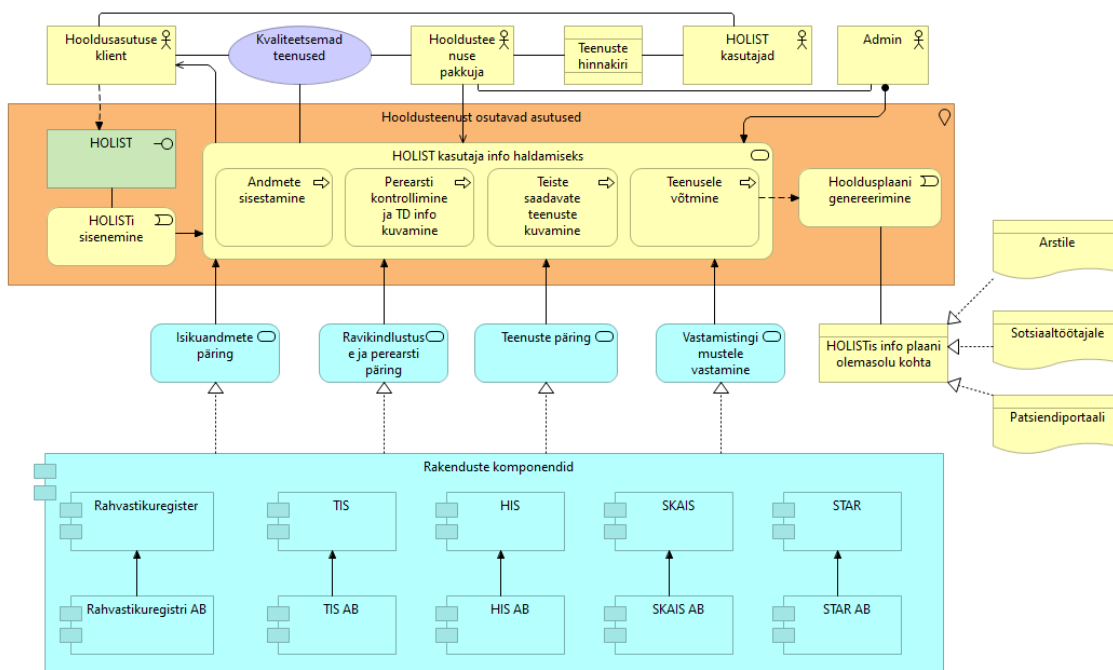 Hooldusasutuse
klient
Kvaliteetsemad
teenused
Hooldustee
nuse
pakkuja
Teenuste
hinnakiri
HOLIST
kasutajad
Admin
Hooldusteenust osutavad asutused
HOLIST
HOLISTi
sisenemine
HOLIST kasutaja info haldamiseks
Andmete
sisestamine
Perearsti
kontrollimine
ja TD info
kuvamine
Teiste
saadavate
teenuste
kuvamine
Teenusele
võtmine
Hooldusplaani
genereerimine
Arstile
Isikuandmete
päring
Ravikindlustus
e ja perearsti
päring
Teenuste päring
Vastamistingi
mustele
vastamine
HOLISTis info plaani
olemasolu kohta
Sotsiaaltöötajale
Patsiendiportaali
Rakenduste komponendid
Rahvastikuregister
TIS
HIS
SKAIS
STAR
Rahvastikuregistri AB
TIS AB
HIS AB
SKAIS AB
STAR AB